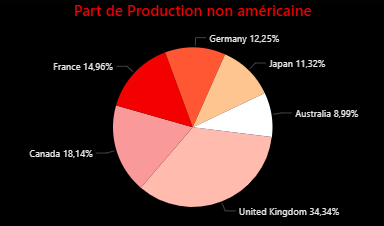 Part de Production non américaine
Germany 12,25%
Japan 11,32%
France 14,96%
Australia 8,99%
Canada 18,14%
United Kingdom 34,34%